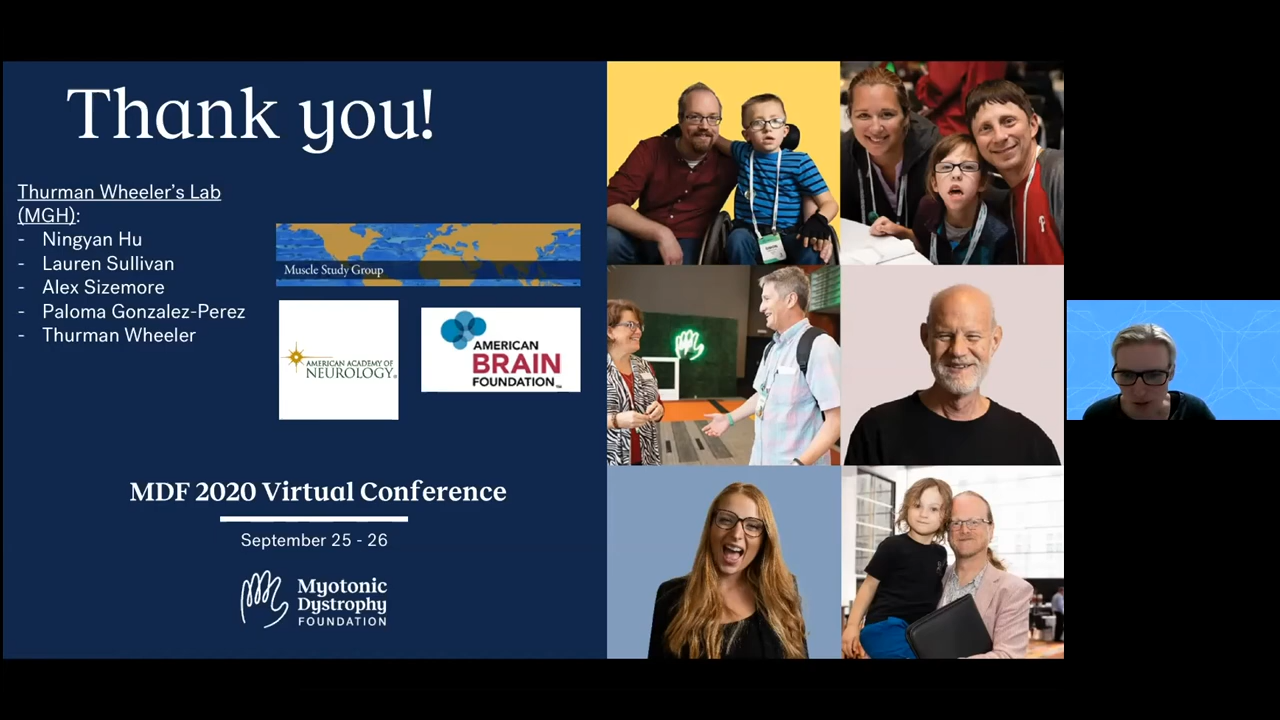 Thank you!
Thurman Wheeler's Lab
(MGH):
- Ningyan Hu
- Lauren Sullivan
- Alex Sizemore
- Paloma Gonzalez-Perez
- Thurman Wheeler
Muscle Study Group
AMERICAN ACADEMY OF
NEUROLOGY®
AMERICAN
BRAIN
FOUNDATION™
MDF 2020 Virtual Conference
September 25 - 26
Myotonic
Dystrophy
FOUNDATION